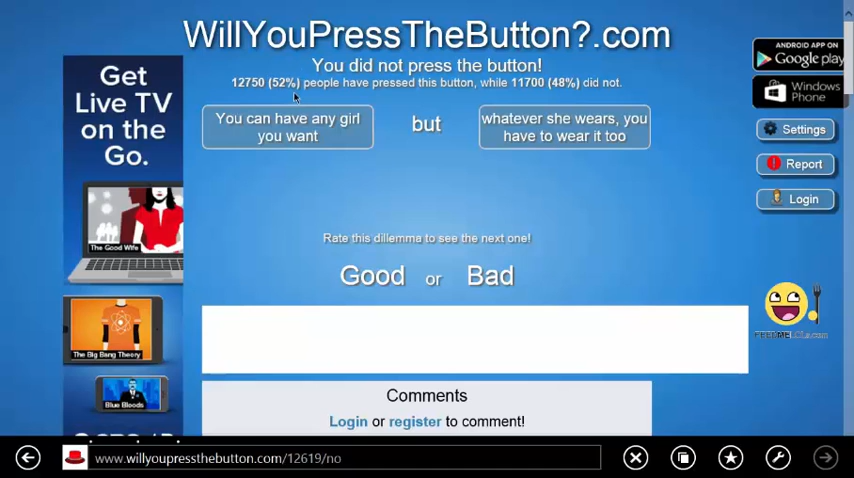 WillYouPressTheButton?.com
You did not press the button!
12750 (52%) people have pressed this button, while 11700 (48%) did not.
You can have any girl
you want
but
whatever she wears, you
have to wear it too
Rate this dilemma to see the next one!
Good or Bad
Comments
Login or register to comment!
Get
Live TV
on the
Go.
The Good Wife
The Big Bang Theory
Blue Bloods
ANDROID APP ON
Google play
Windows
Phone
Settings
Report
Login
www.willyoupressthebutton.com/12619/no